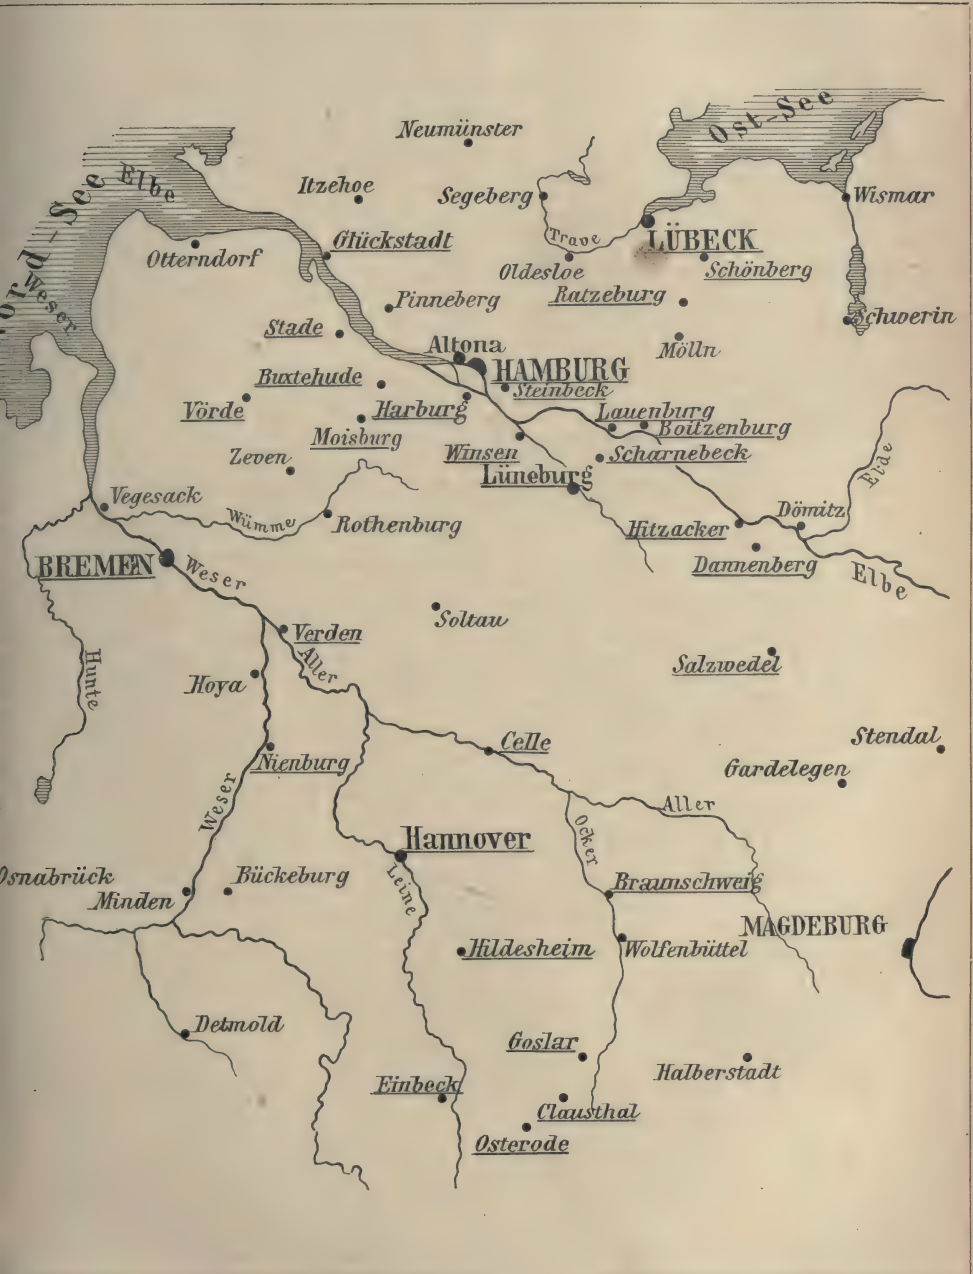 Ost-See
Neumünster
Elbe
Itzehoe
Segeberg
Wismar
Nord-See
Trave
LÜBECK
Glückstadt
Otterndorf
Oldesloe
Schönberg
Weser
Pinneberg
Ratzeburg
Schwerin
Stade
Altona
Mölln
HAMBURG
Buxtehude
Steinbeck
Vörde
Harburg
Lauenburg
Moisburg
Boitzenburg
Zeven
Winsen
Scharnebeck
Lüneburg
Elde
Vegesack
Wümme
Rothenburg
Dömitz
Hitzacker
BREMEN
Weser
Dannenberg
Elbe
Soltau
Verden
Aller
Salzwedel
Hunte
Hoya
Stendal
Celle
Nienburg
Gardelegen
Weser
Aller
Ocker
Hannover
Osnabrück
Bückeburg
Leine
Braunschweig
Minden
MAGDEBURG
Hildesheim
Wolfenbüttel
Detmold
Goslar
Halberstadt
Einbeck
Clausthal
Osterode